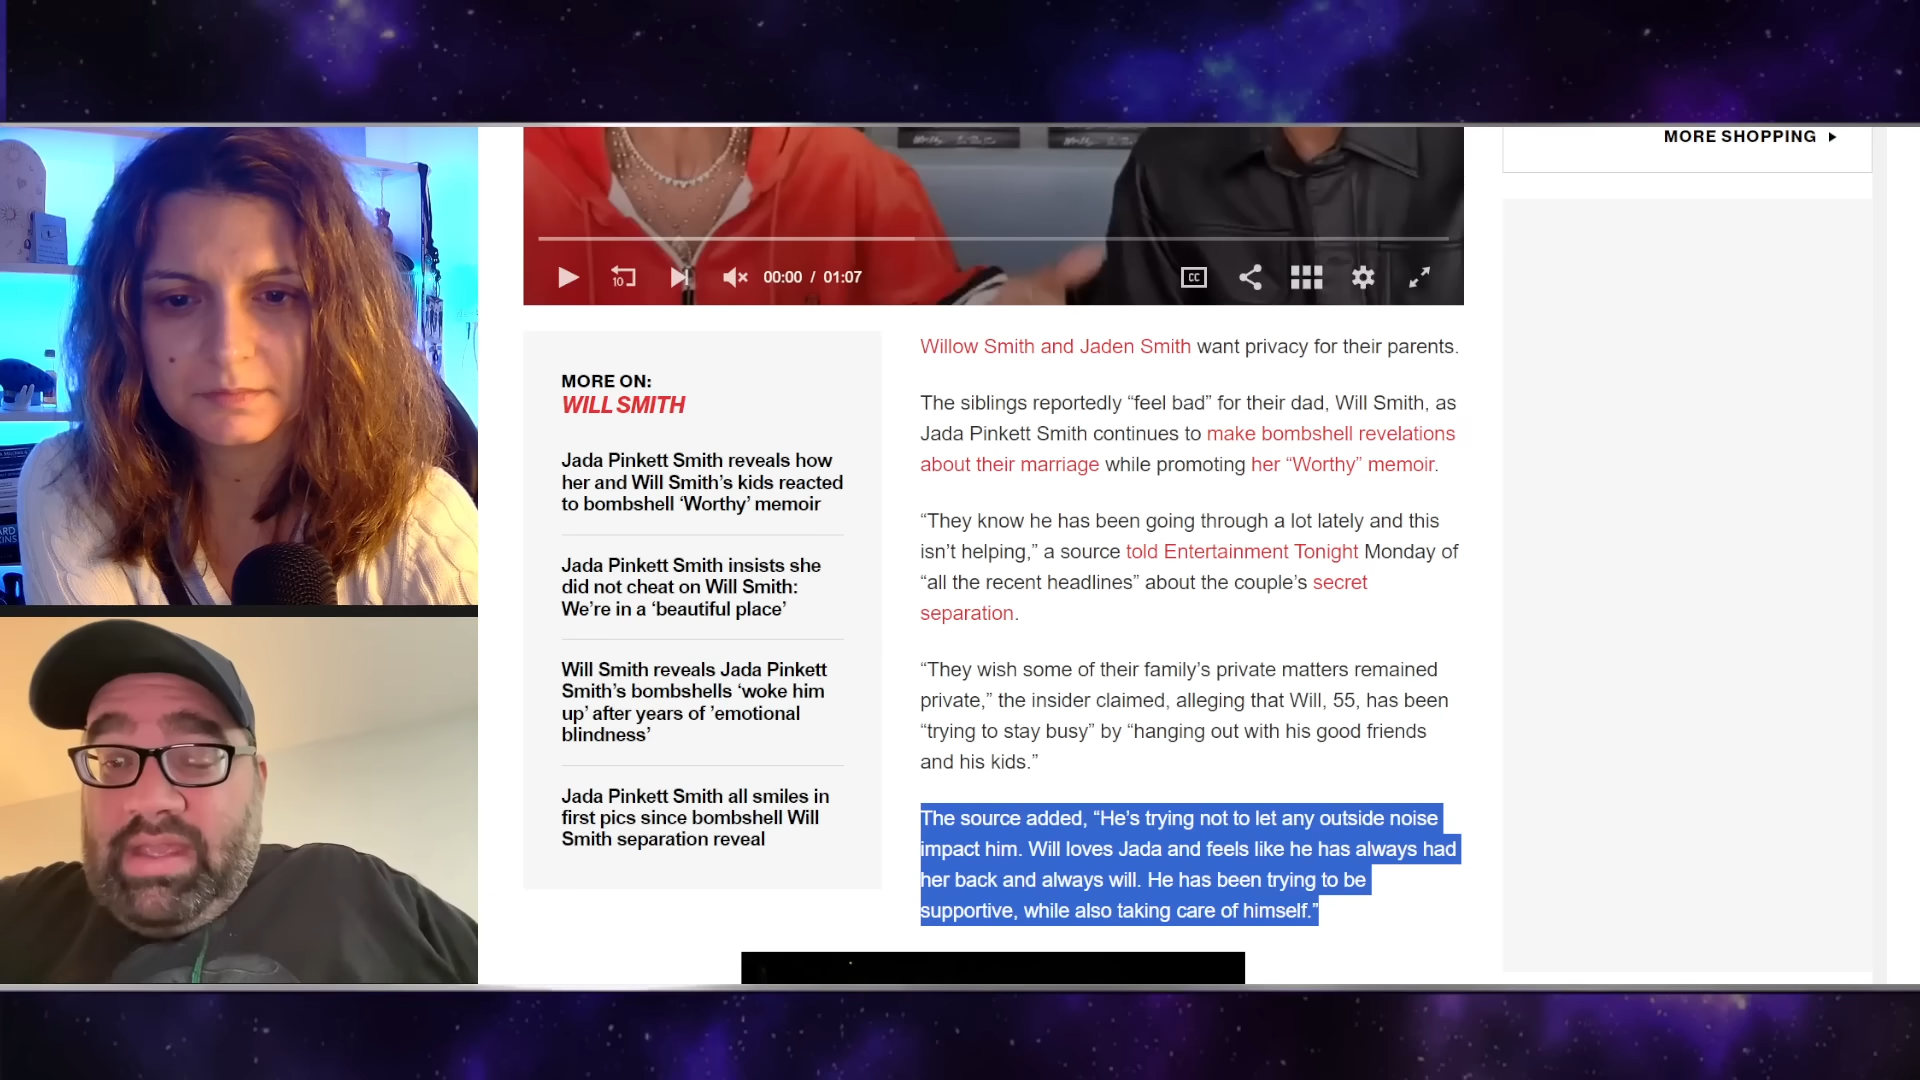 MORE SHOPPING
10
00:00 / 01:07
CC
MORE ON:
WILL SMITH
Jada Pinkett Smith reveals how
her and Will Smith’s kids reacted
to bombshell ‘Worthy’ memoir
Jada Pinkett Smith insists she
did not cheat on Will Smith:
We’re in a ‘beautiful place’
Will Smith reveals Jada Pinkett
Smith’s bombshells ‘woke him
up’ after years of ’emotional
blindness’
Jada Pinkett Smith all smiles in
first pics since bombshell Will
Smith separation reveal
Willow Smith and Jaden Smith want privacy for their parents.
The siblings reportedly “feel bad” for their dad, Will Smith, as
Jada Pinkett Smith continues to make bombshell revelations
about their marriage while promoting her “Worthy” memoir.
“They know he has been going through a lot lately and this
isn’t helping,” a source told Entertainment Tonight Monday of
“all the recent headlines” about the couple’s secret
separation.
“They wish some of their family’s private matters remained
private,” the insider claimed, alleging that Will, 55, has been
“trying to stay busy” by “hanging out with his good friends
and his kids.”
The source added, “He’s trying not to let any outside noise
impact him. Will loves Jada and feels like he has always had
her back and always will. He has been trying to be
supportive, while also taking care of himself.”